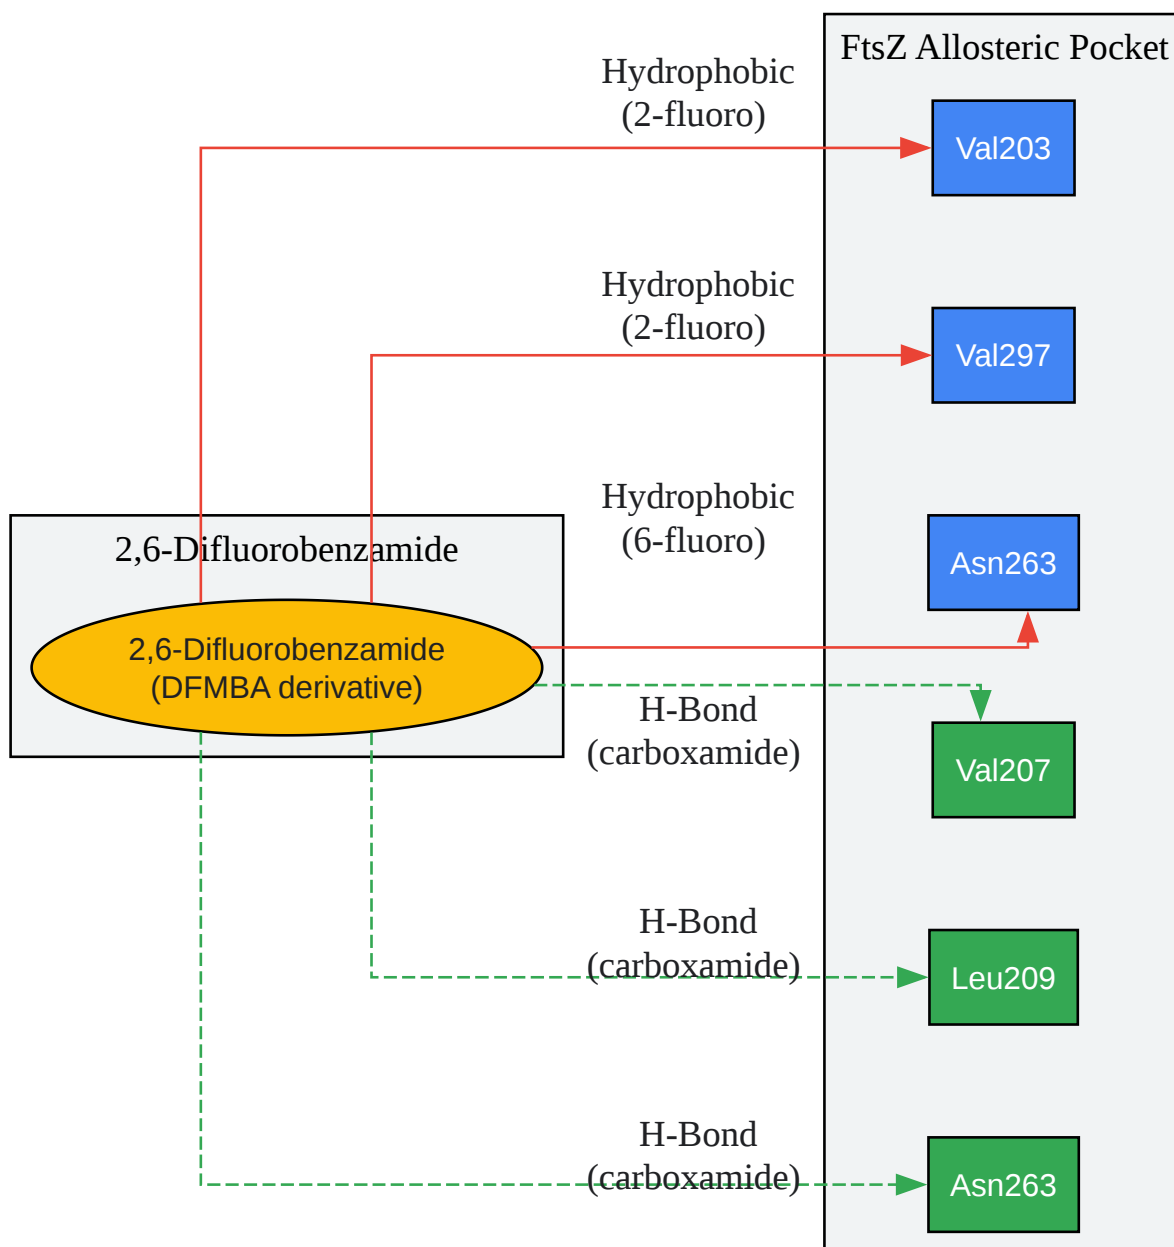 FtsZ Allosteric Pocket
Hydrophobic
(2-fluoro)
Val203
Hydrophobic
(2-fluoro)
Val297
Hydrophobic
(6-fluoro)
Asn263
2,6-Difluorobenzamide
2,6-Difluorobenzamide
(DFMBA derivative)
H-Bond
(carboxamide)
Val207
H-Bond
(carboxamide)
Leu209
H-Bond
(carboxamide)
Asn263